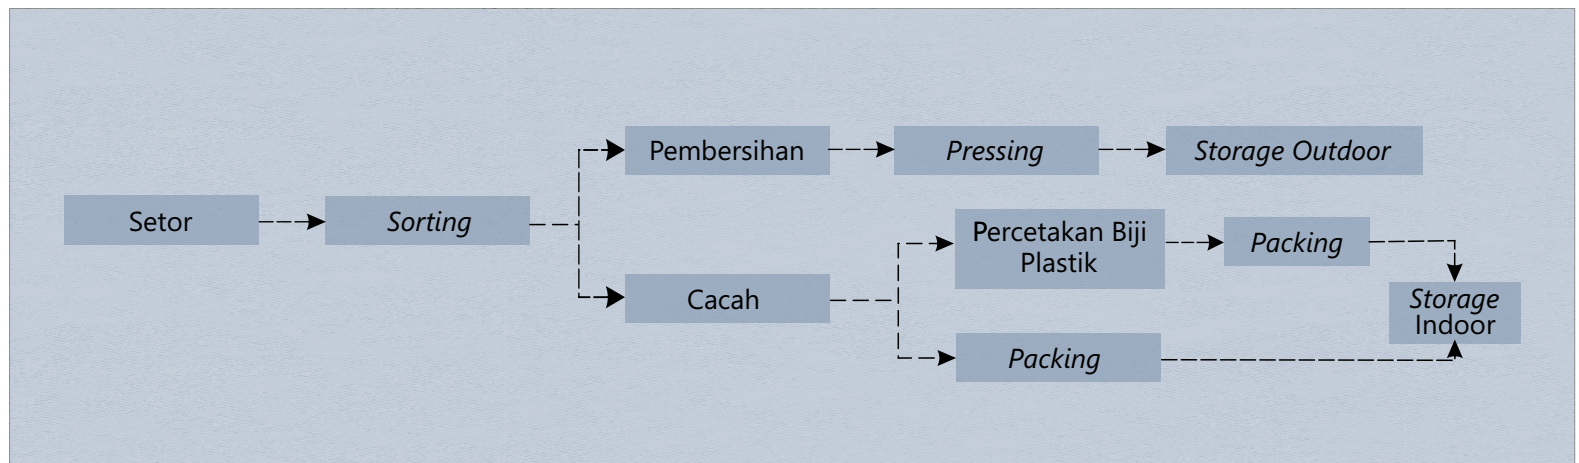 Setor
Sorting
Pembersihan
Pressing
Storage Outdoor
Cacah
Percetakan Biji
Plastik
Packing
Packing
Storage
Indoor